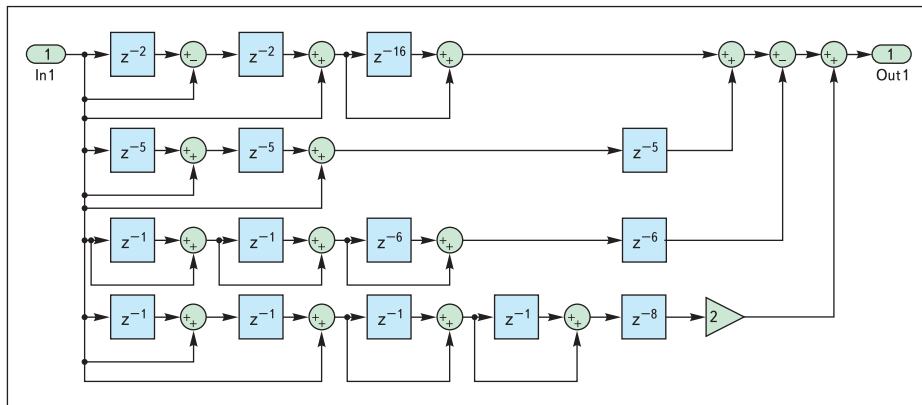 1 z⁻² +− z⁻² ++ z⁻¹⁶ ++ ++ +− ++ 1
In1 Out1
z⁻⁵ ++ z⁻⁵ ++ z⁻⁵
z⁻¹ ++ z⁻¹ ++ z⁻⁶ ++ z⁻⁶
z⁻¹ ++ z⁻¹ ++ z⁻¹ ++ z⁻¹ ++ z⁻⁸ 2